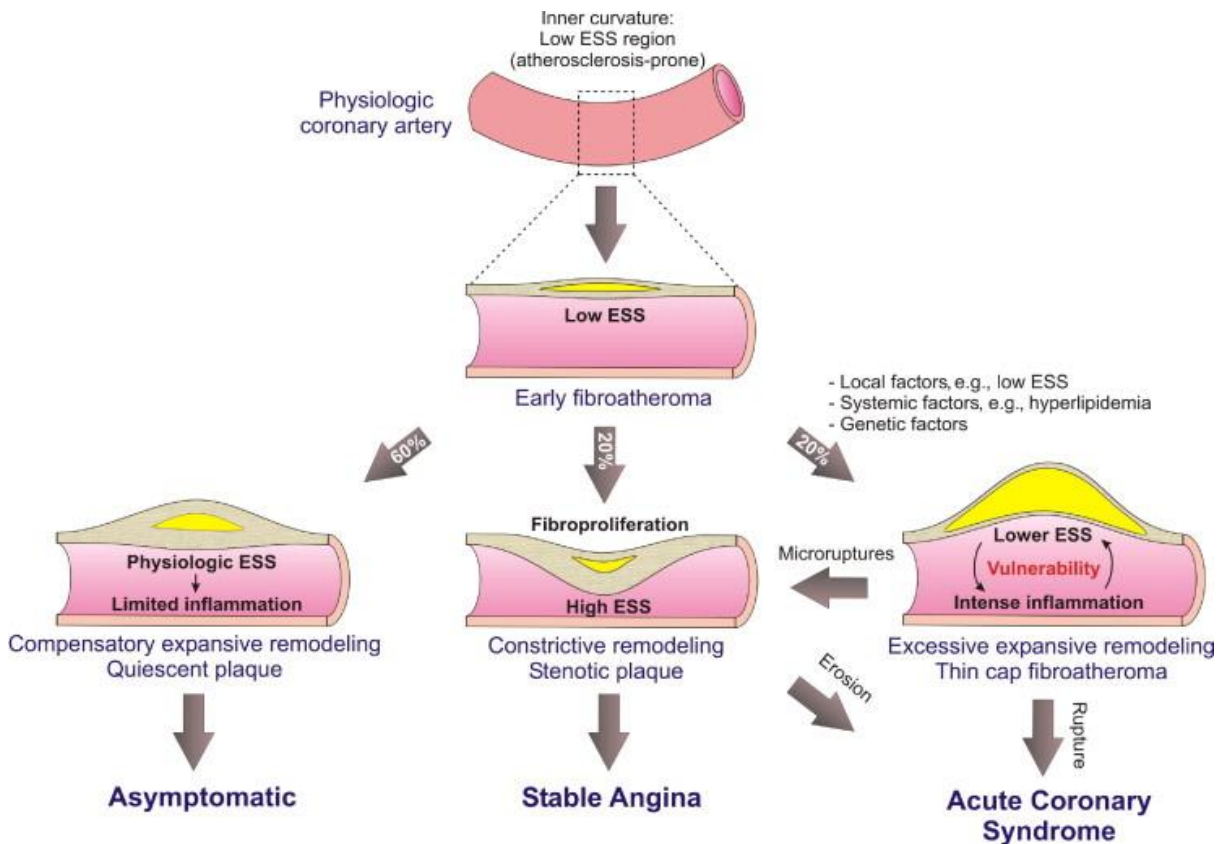 Inner curvature:
Low ESS region
(atherosclerosis-prone)
Physiologic
coronary artery
Low ESS
Early fibroatheroma
- Local factors, e.g., low ESS
- Systemic factors, e.g., hyperlipidemia
- Genetic factors
60%
20%
20%
Physiologic ESS
Limited inflammation
Compensatory expansive remodeling
Quiescent plaque
Fibroproliferation
High ESS
Constrictive remodeling
Stenotic plaque
Microruptures
Lower ESS
Vulnerability
Intense inflammation
Excessive expansive remodeling
Thin cap fibroatheroma
Erosion
Rupture
Asymptomatic
Stable Angina
Acute Coronary
Syndrome